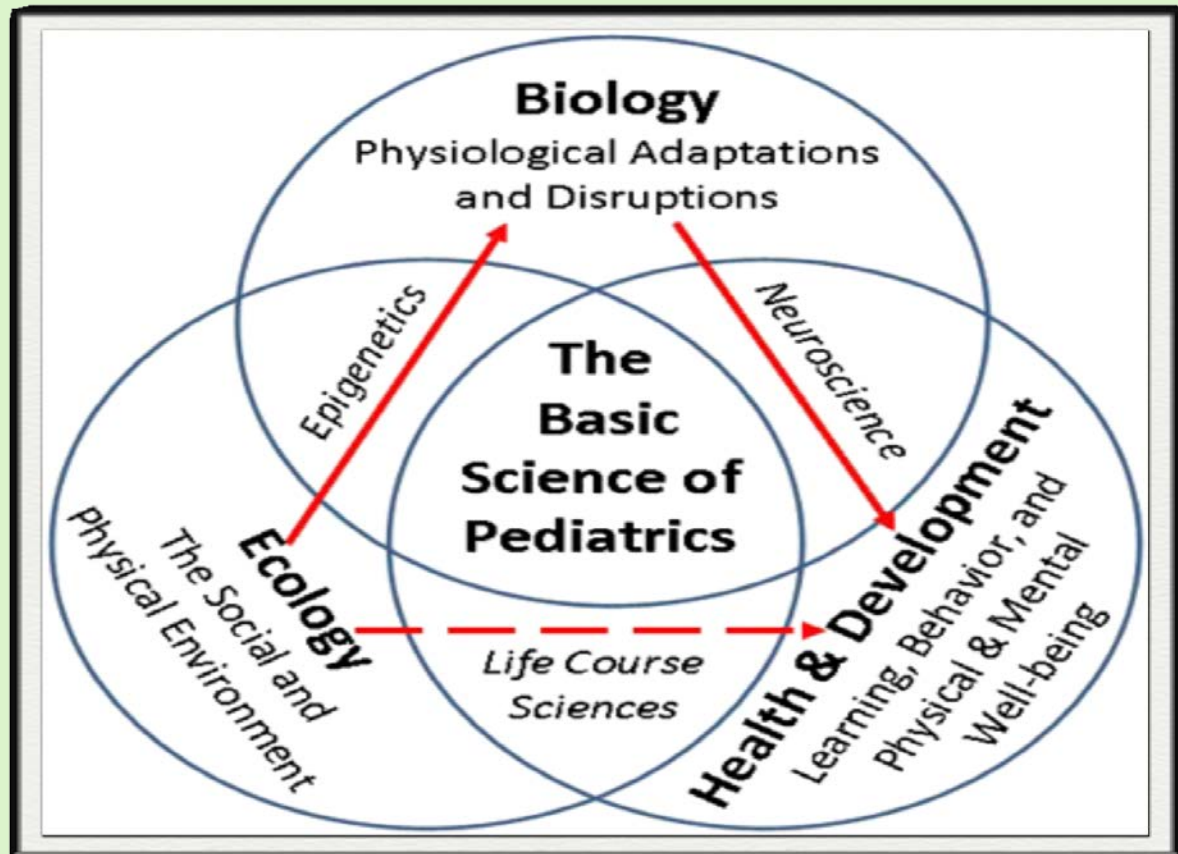 Biology
Physiological Adaptations
and Disruptions
Epigenetics
Neuroscience
The
Basic
Science of
Pediatrics
Ecology
The Social and
Physical Environment
Life Course
Sciences
Health & Development
Learning, Behavior, and
Physical & Mental
Well-being